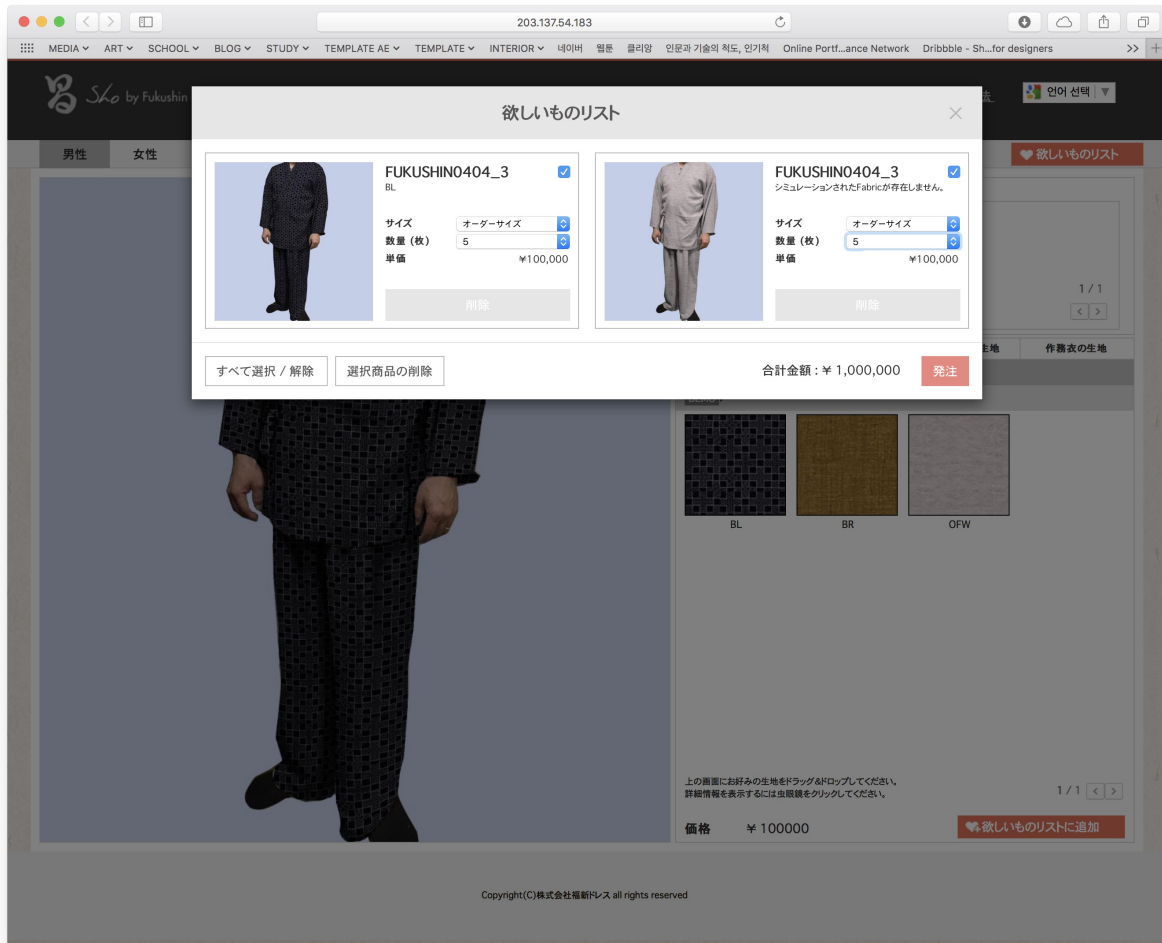 203.137.54.183
MEDIA ART SCHOOL BLOG STUDY TEMPLATE AE TEMPLATE INTERIOR 네이버 웹툰 클리앙 인문과 기술의 척도, 인기척 Online Portf...ance Network Dribbble - Sh...for designers >>
Sho by Fukushin
法
언어 선택
欲しいものリスト
男性 女性
欲しいものリスト
FUKUSHIN0404_3
BL
サイズ オーダーサイズ
数量 (枚) 5
単価 ¥100,000
削除
FUKUSHIN0404_3
シミュレーションされたFabricが存在しません。
サイズ オーダーサイズ
数量 (枚) 5
単価 ¥100,000
削除
1 / 1
すべて選択 / 解除 選択商品の削除 合計金額 : ¥ 1,000,000 発注
生地 作務衣の生地
BL BR OFW
上の画面にお好みの生地をドラッグ&ドロップしてください。
詳細情報を表示するには虫眼鏡をクリックしてください。
1 / 1
価格 ¥ 100000 欲しいものリストに追加
Copyright(C)株式会社福新ドレス all rights reserved